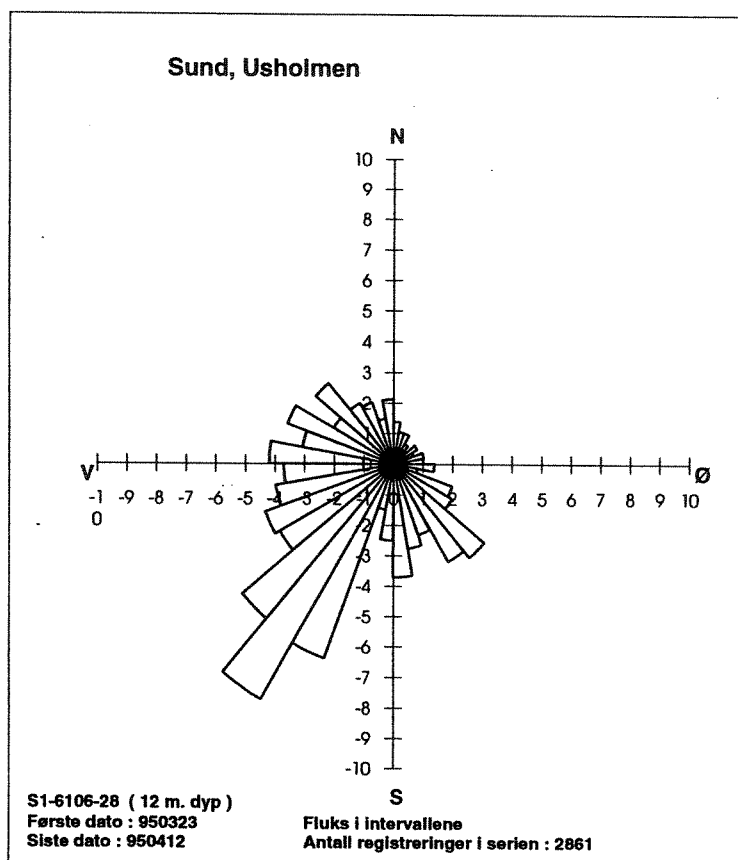 Sund, Usholmen
N
10
9
8
7
6
5
4
3
2
1
0
V
-1 -9 -8 -7 -6 -5 -4 -3 -2 -1 0 1 2 3 4 5 6 7 8 9 10
0
Ø
-2
-3
-4
-5
-6
-7
-8
-9
-10
S
S1-6106-28 ( 12 m. dyp )
Første dato : 950323
Siste dato : 950412
Fluks i intervallene
Antall registreringer i serien : 2861